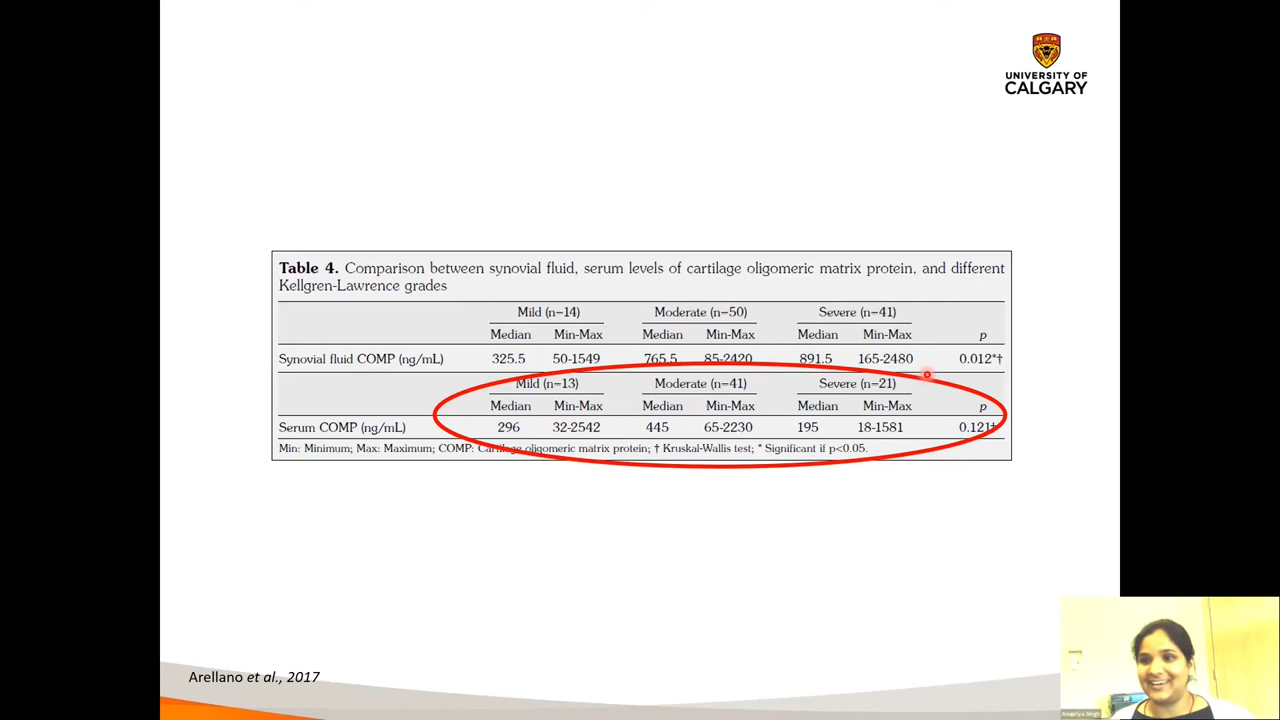 UNIVERSITY OF
CALGARY
Table 4. Comparison between synovial fluid, serum levels of cartilage oligomeric matrix protein, and different
Kellgren-Lawrence grades
Mild (n=14) Moderate (n=50) Severe (n=41)
Median Min-Max Median Min-Max Median Min-Max p
Synovial fluid COMP (ng/mL) 325.5 50-1549 765.5 85-2420 891.5 165-2480 0.012*†
Mild (n=13) Moderate (n=41) Severe (n=21)
Median Min-Max Median Min-Max Median Min-Max p
Serum COMP (ng/mL) 296 32-2542 445 65-2230 195 18-1581 0.121†
Min: Minimum; Max: Maximum; COMP: Cartilage oligomeric matrix protein; † Kruskal-Wallis test; * Significant if p<0.05.
Arellano et al., 2017